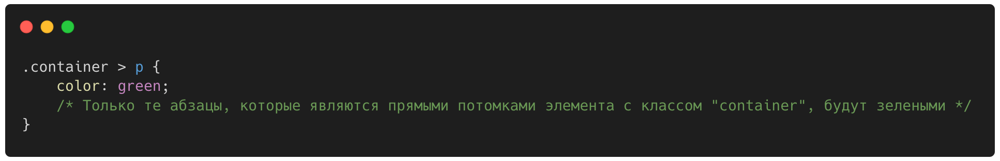 .container > p {
    color: green;
    /* Только те абзацы, которые являются прямыми потомками элемента с классом "container", будут зелеными */
}